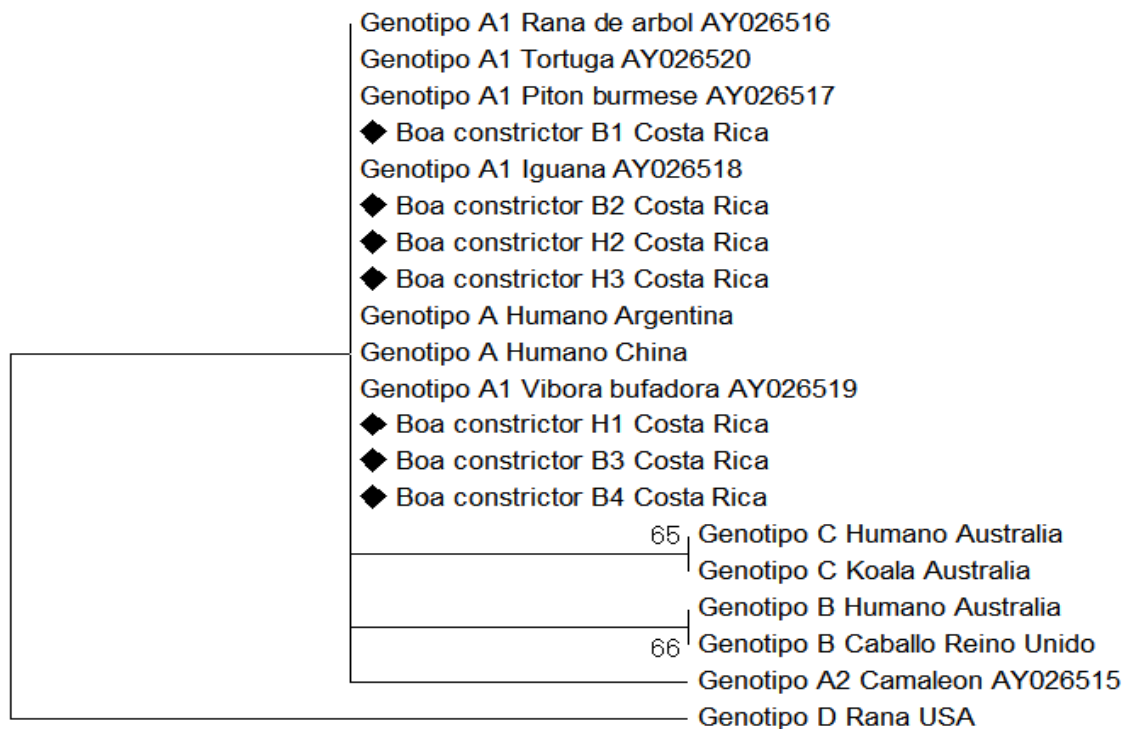 Genotipo A1 Rana de arbol AY026516
Genotipo A1 Tortuga AY026520
Genotipo A1 Piton burmese AY026517
◆ Boa constrictor B1 Costa Rica
Genotipo A1 Iguana AY026518
◆ Boa constrictor B2 Costa Rica
◆ Boa constrictor H2 Costa Rica
◆ Boa constrictor H3 Costa Rica
Genotipo A Humano Argentina
Genotipo A Humano China
Genotipo A1 Vibora bufadora AY026519
◆ Boa constrictor H1 Costa Rica
◆ Boa constrictor B3 Costa Rica
◆ Boa constrictor B4 Costa Rica
65 Genotipo C Humano Australia
Genotipo C Koala Australia
Genotipo B Humano Australia
66 Genotipo B Caballo Reino Unido
Genotipo A2 Camaleon AY026515
Genotipo D Rana USA